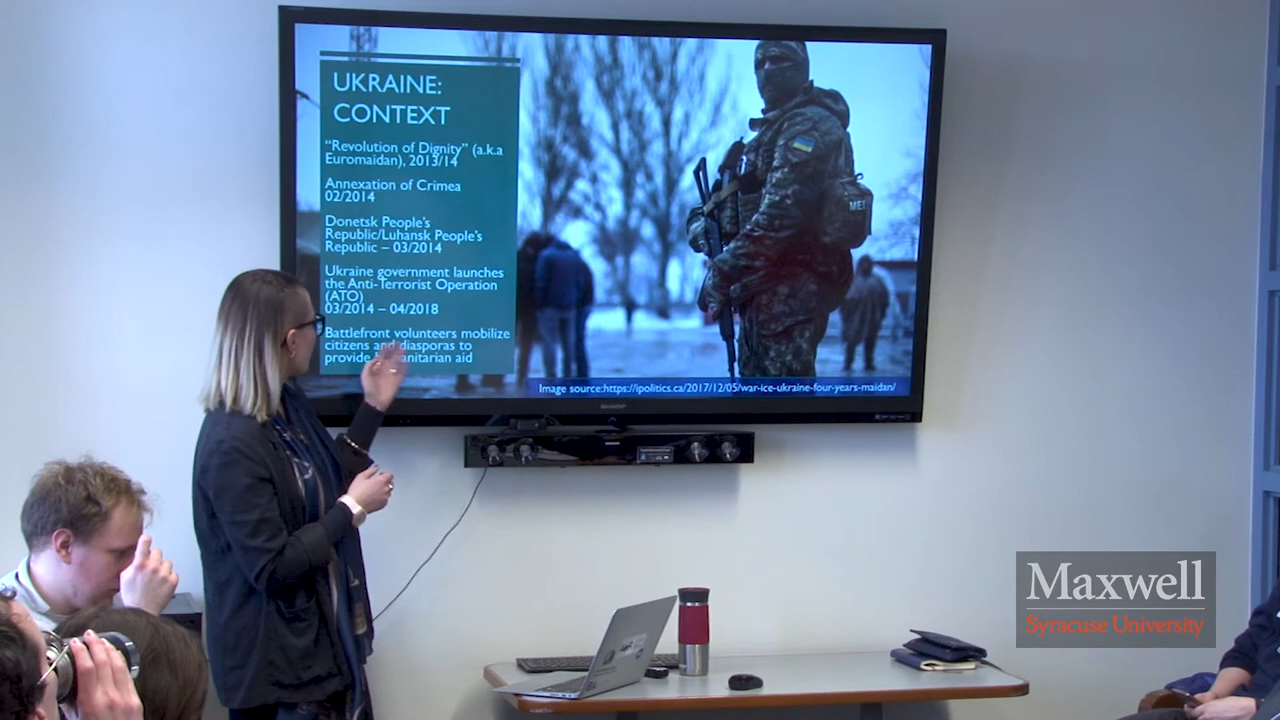 UKRAINE:
CONTEXT
“Revolution of Dignity” (a.k.a
Euromaidan), 2013/14
Annexation of Crimea
02/2014
Donetsk People’s
Republic/Luhansk People’s
Republic – 03/2014
Ukraine government launches
the Anti-Terrorist Operation
(ATO)
03/2014 – 04/2018
Battlefront volunteers mobilize
citizens and diasporas to
provide humanitarian aid
MEI
Image source:https://ipolitics.ca/2017/12/05/war-ice-ukraine-four-years-maidan/
SHARP
Maxwell
Syracuse University